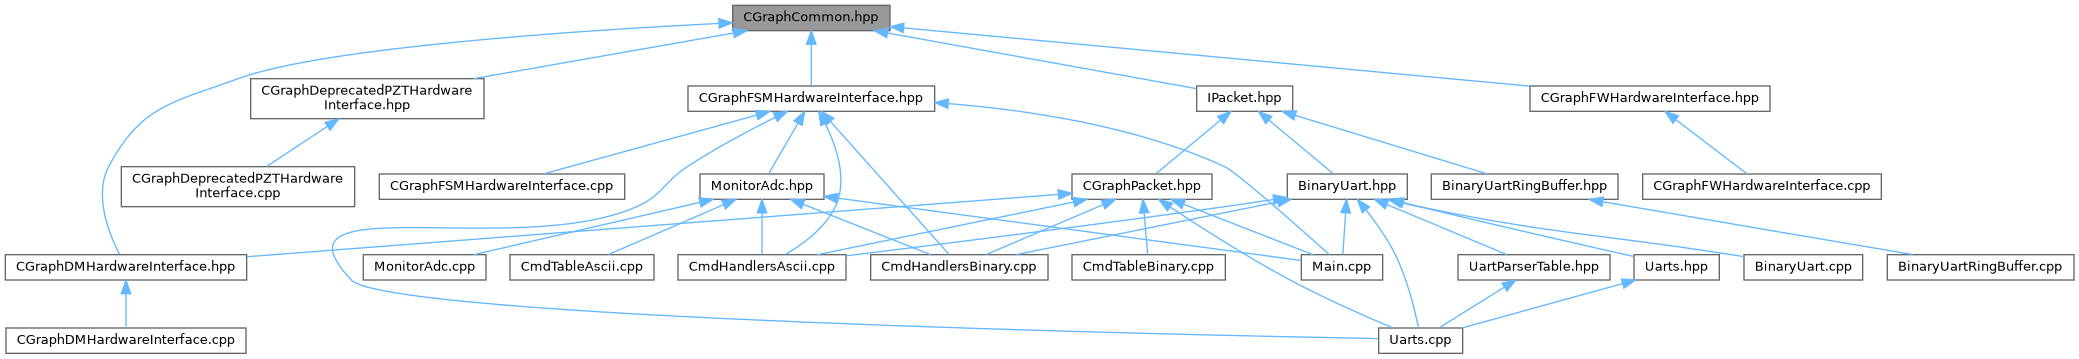 CGraphCommon.hpp
CGraphDeprecatedPZTHardware
Interface.hpp
CGraphFSMHardwareInterface.hpp
IPacket.hpp
CGraphFWHardwareInterface.hpp
CGraphDeprecatedPZTHardware
Interface.cpp
CGraphFSMHardwareInterface.cpp
MonitorAdc.hpp
CGraphPacket.hpp
BinaryUart.hpp
BinaryUartRingBuffer.hpp
CGraphFWHardwareInterface.cpp
CGraphDMHardwareInterface.hpp
MonitorAdc.cpp
CmdTableAscii.cpp
CmdHandlersAscii.cpp
CmdHandlersBinary.cpp
CmdTableBinary.cpp
Main.cpp
UartParserTable.hpp
Uarts.hpp
BinaryUart.cpp
BinaryUartRingBuffer.cpp
CGraphDMHardwareInterface.cpp
Uarts.cpp